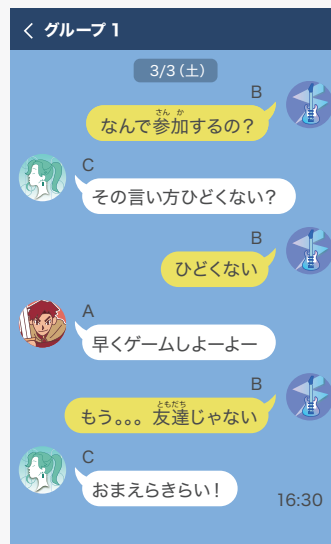 グループ 1
3/3(土)
B
なんで参加するの?
C
その言い方ひどくない?
B
ひどくない
A
早くゲームしよーよー
B
もう。。。友達じゃない
C
おまえらきらい!
16:30